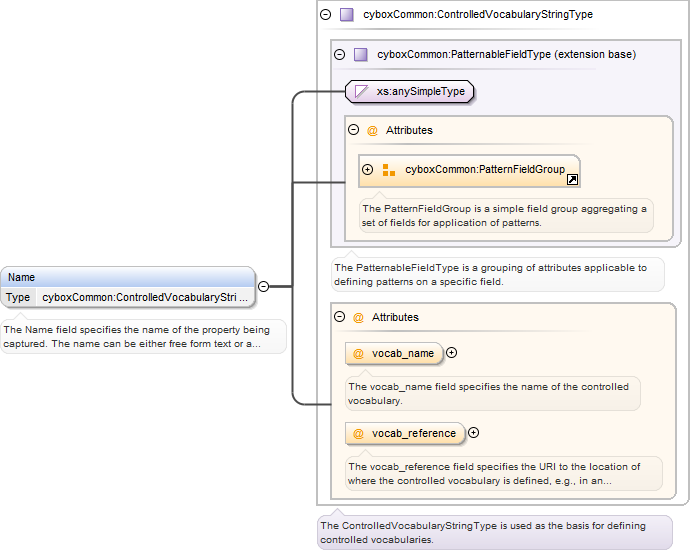 cyboxCommon:ControlledVocabularyStringType
cyboxCommon:PatternableFieldType (extension base)
xs:anySimpleType
@ Attributes
cyboxCommon:PatternFieldGroup
The PatternFieldGroup is a simple field group aggregating a
set of fields for application of patterns.
The PatternableFieldType is a grouping of attributes applicable to
defining patterns on a specific field.
Name
Type cyboxCommon:ControlledVocabularyStri ...
The Name field specifies the name of the property being
captured. The name can be either free form text or a...
@ Attributes
@ vocab_name
The vocab_name field specifies the name of the controlled
vocabulary.
@ vocab_reference
The vocab_reference field specifies the URI to the location of
where the controlled vocabulary is defined, e.g., in an...
The ControlledVocabularyStringType is used as the basis for defining
controlled vocabularies.